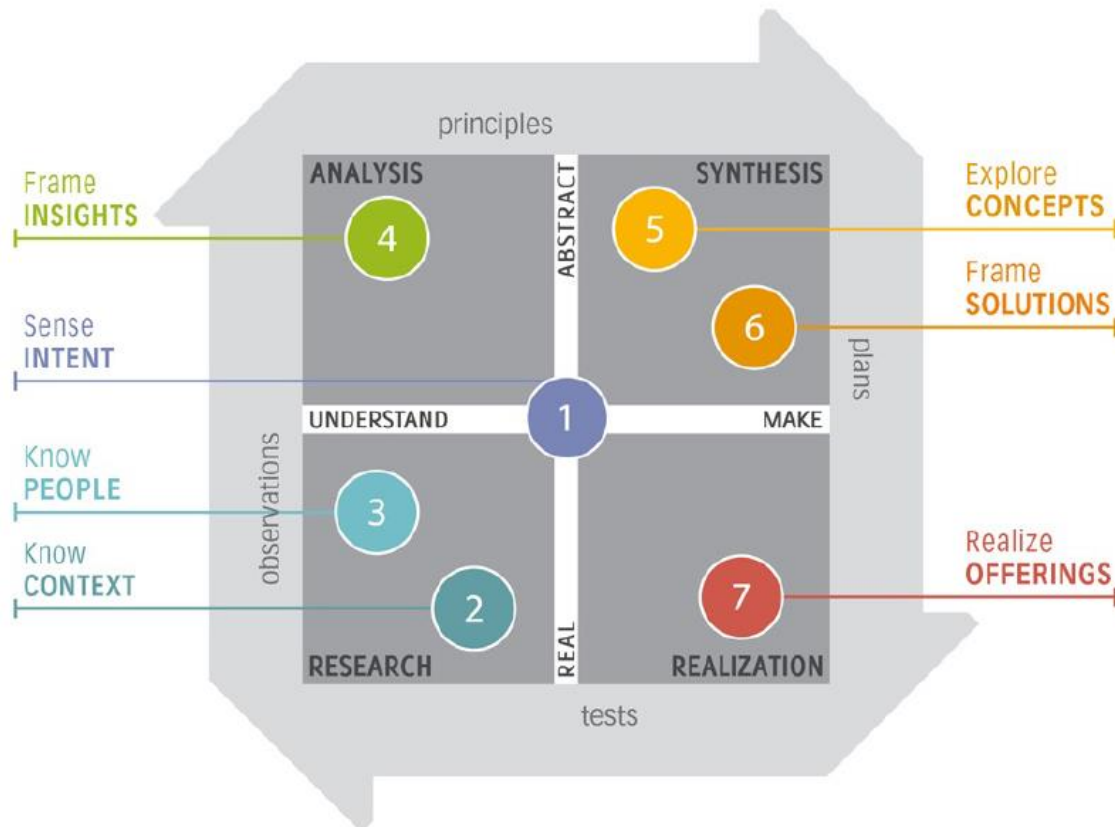 principles
ANALYSIS
SYNTHESIS
ABSTRACT
Frame
INSIGHTS
4
5
Explore
CONCEPTS
6
Frame
SOLUTIONS
Sense
INTENT
plans
UNDERSTAND
1
MAKE
Know
PEOPLE
3
observations
Know
CONTEXT
2
7
Realize
OFFERINGS
REAL
RESEARCH
REALIZATION
tests